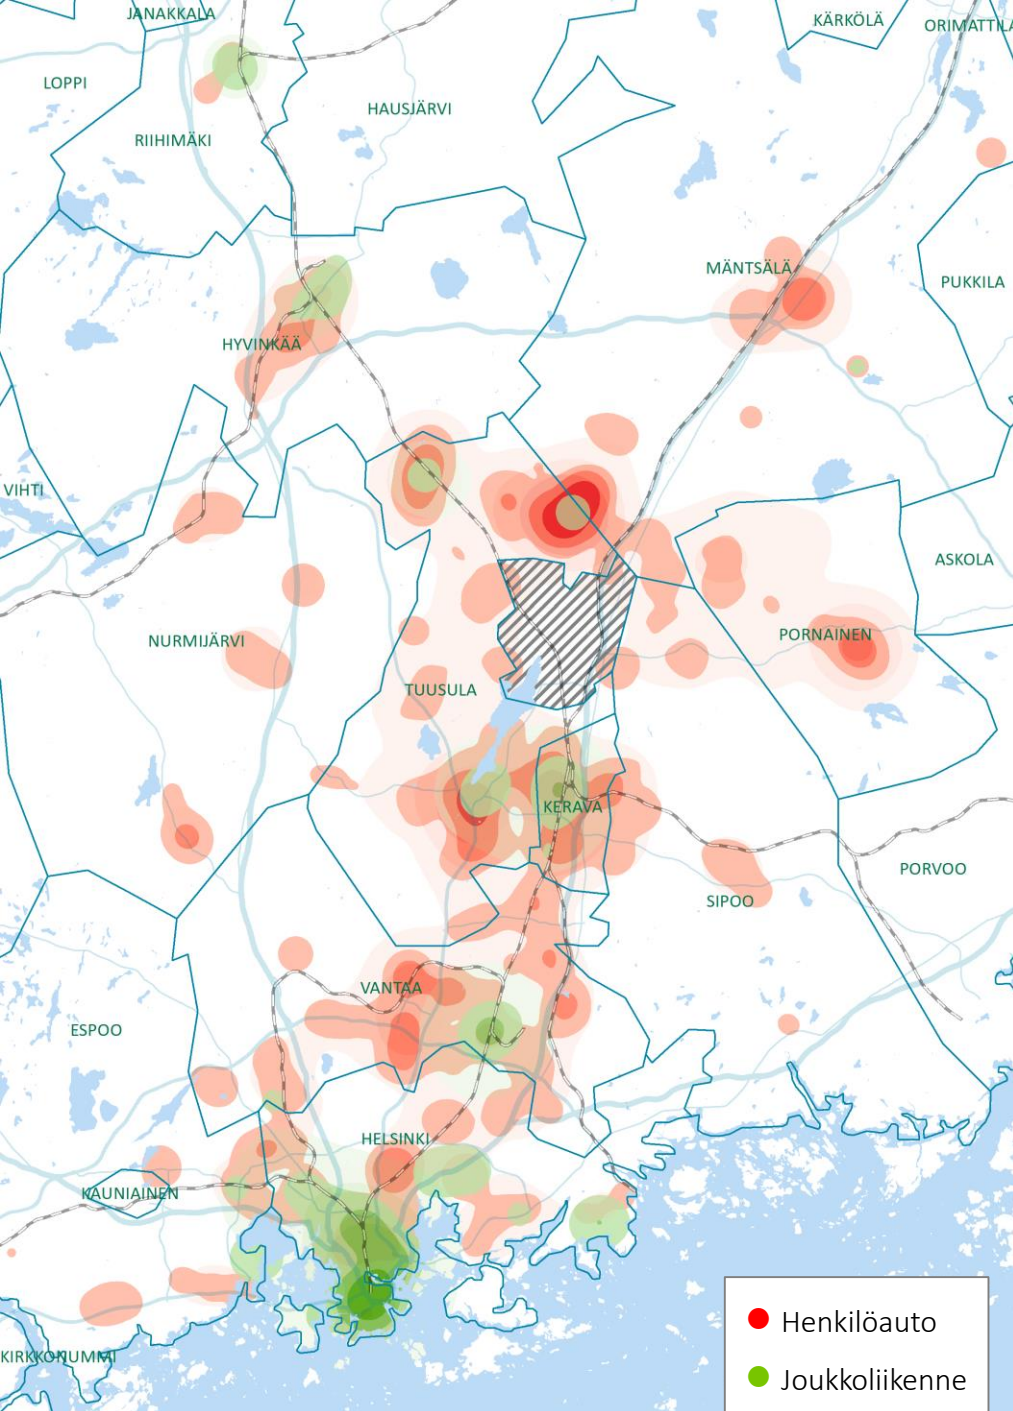 JANAKKALA
KÄRKÖLÄ
ORIMATTILA
LOPPI
HAUSJÄRVI
RIIHIMÄKI
MÄNTSÄLÄ
PUKKILA
HYVINKÄÄ
VIHTI
ASKOLA
NURMIJÄRVI
PORNAINEN
TUUSULA
KERAVA
PORVOO
SIPOO
VANTAA
ESPOO
HELSINKI
KAUNIAINEN
KIRKKONUMMI
Henkilöauto
Joukkoliikenne